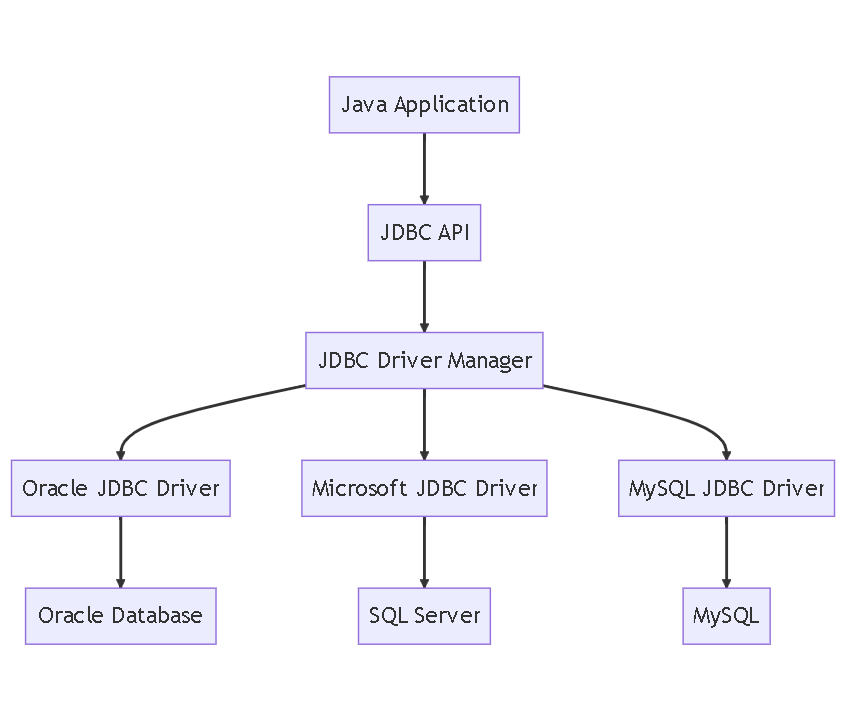 Java Application
JDBC API
JDBC Driver Manager
Oracle JDBC Driver
Microsoft JDBC Driver
MySQL JDBC Driver
Oracle Database
SQL Server
MySQL